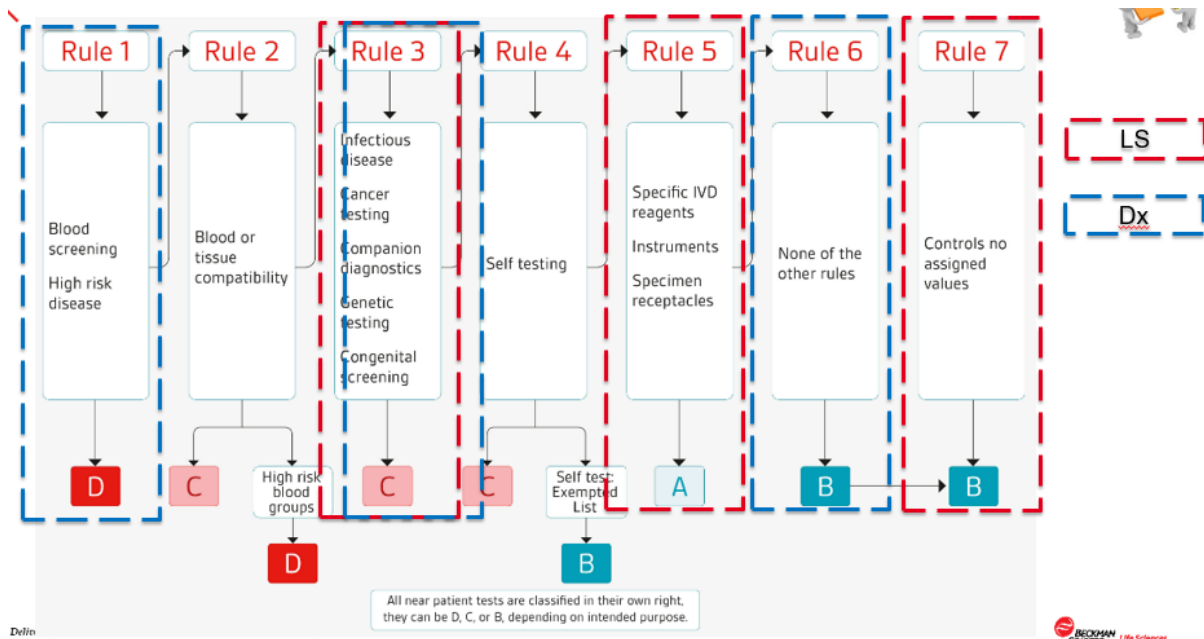 Rule 1
Rule 2
Rule 3
Rule 4
Rule 5
Rule 6
Rule 7
LS
Dx
Blood
screening
High risk
disease
Blood or
tissue
compatibility
Infectious
disease
Cancer
testing
Companion
diagnostics
Genetic
testing
Congenital
screening
Self testing
Specific IVD
reagents
Instruments
Specimen
receptacles
None of the
other rules
Controls no
assigned
values
D
C
High risk
blood
groups
C
C
Self test:
Exempted
List
A
B
B
D
B
All near patient tests are classified in their own right,
they can be D, C, or B, depending on intended purpose.
BECKMAN
Life Sciences